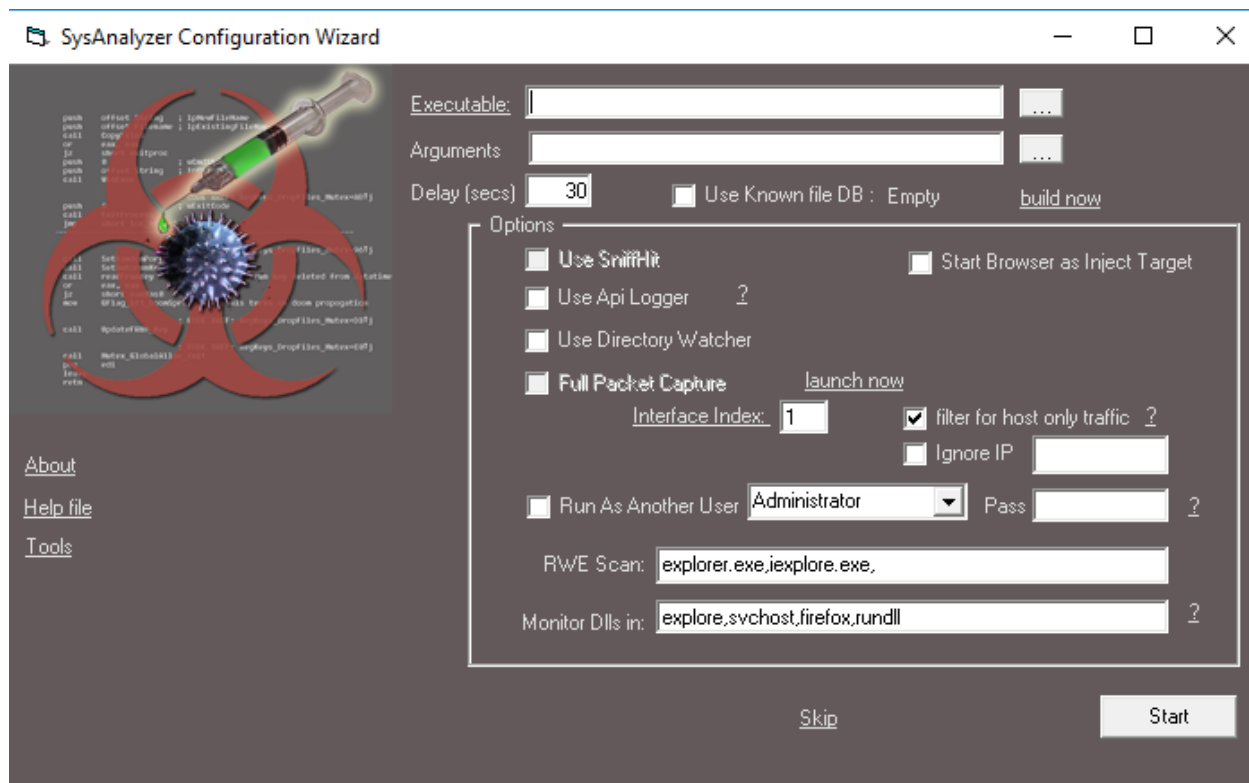 SysAnalyzer Configuration Wizard
Executable:
...
Arguments
...
Delay (secs) 30
Use Known file DB : Empty
build now
Options
Use SniffHit
Start Browser as Inject Target
Use Api Logger ?
Use Directory Watcher
Full Packet Capture
launch now
Interface Index: 1
filter for host only traffic ?
Ignore IP
Run As Another User Administrator
Pass
?
RWE Scan: explorer.exe,iexplore.exe,
Monitor Dlls in: explore,svchost,firefox,rundll
?
About
Help file
Tools
Skip
Start